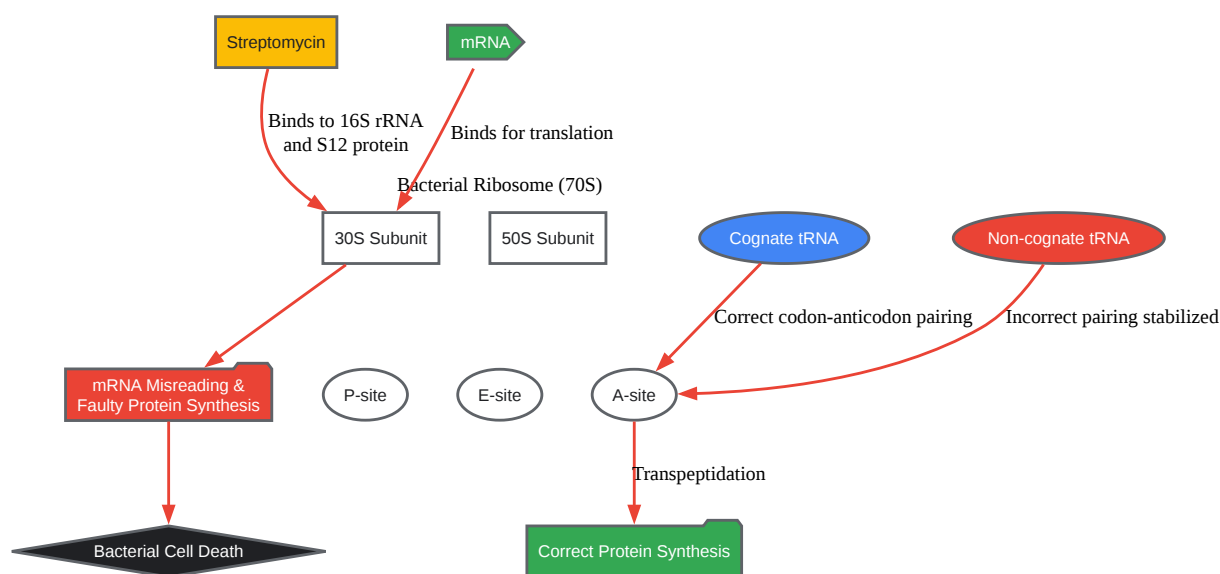 Streptomycin
mRNA
Binds to 16S rRNA
and S12 protein
Binds for translation
Bacterial Ribosome (70S)
30S Subunit
50S Subunit
Cognate tRNA
Non-cognate tRNA
Correct codon-anticodon pairing
Incorrect pairing stabilized
mRNA Misreading &
Faulty Protein Synthesis
P-site
E-site
A-site
Transpeptidation
Bacterial Cell Death
Correct Protein Synthesis